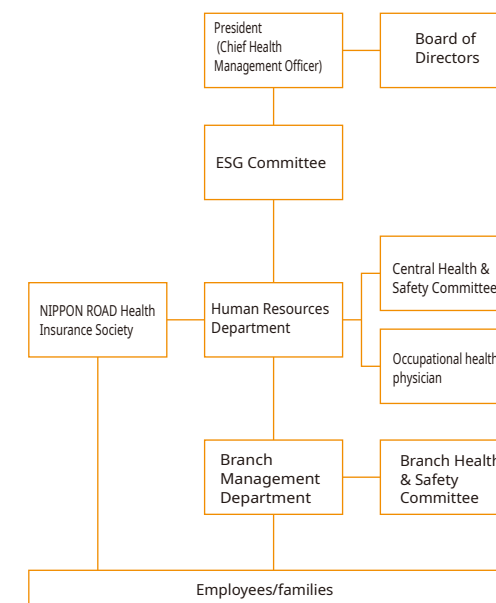 President
(Chief Health
Management Officer)
Board of
Directors
ESG Committee
Central Health &
Safety Committee
NIPPON ROAD Health
Insurance Society
Human Resources
Department
Occupational health
physician
Branch
Management
Department
Branch Health
& Safety
Committee
Employees/families